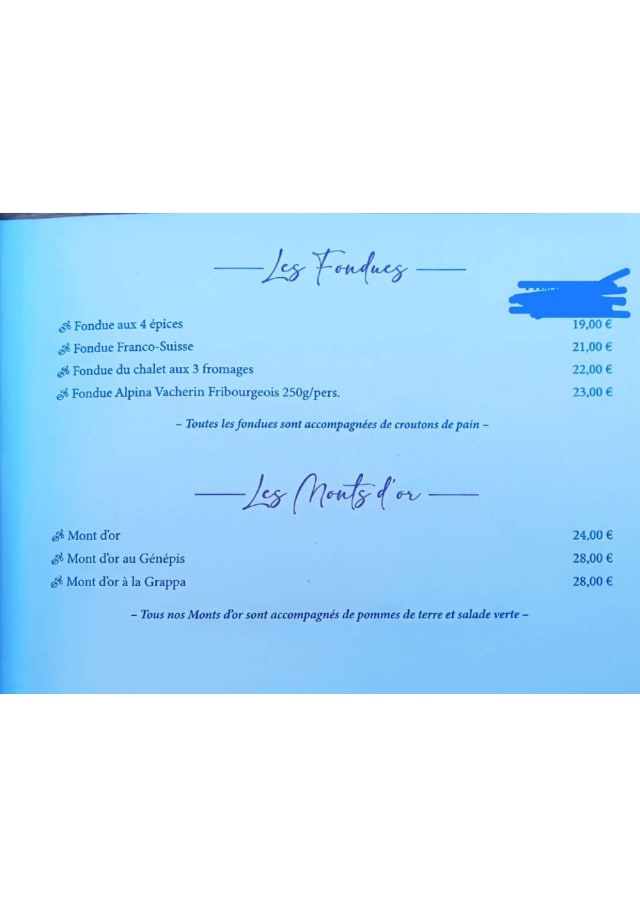 Les Fondues
Fondue aux 4 épices 19,00 €
Fondue Franco-Suisse 21,00 €
Fondue du chalet aux 3 fromages 22,00 €
Fondue Alpina Vacherin Fribourgeois 250g/pers. 23,00 €
– Toutes les fondues sont accompagnées de croutons de pain –
Les Monts d'or
Mont d'or 24,00 €
Mont d'or au Génépis 28,00 €
Mont d'or à la Grappa 28,00 €
– Tous nos Monts d'or sont accompagnés de pommes de terre et salade verte –